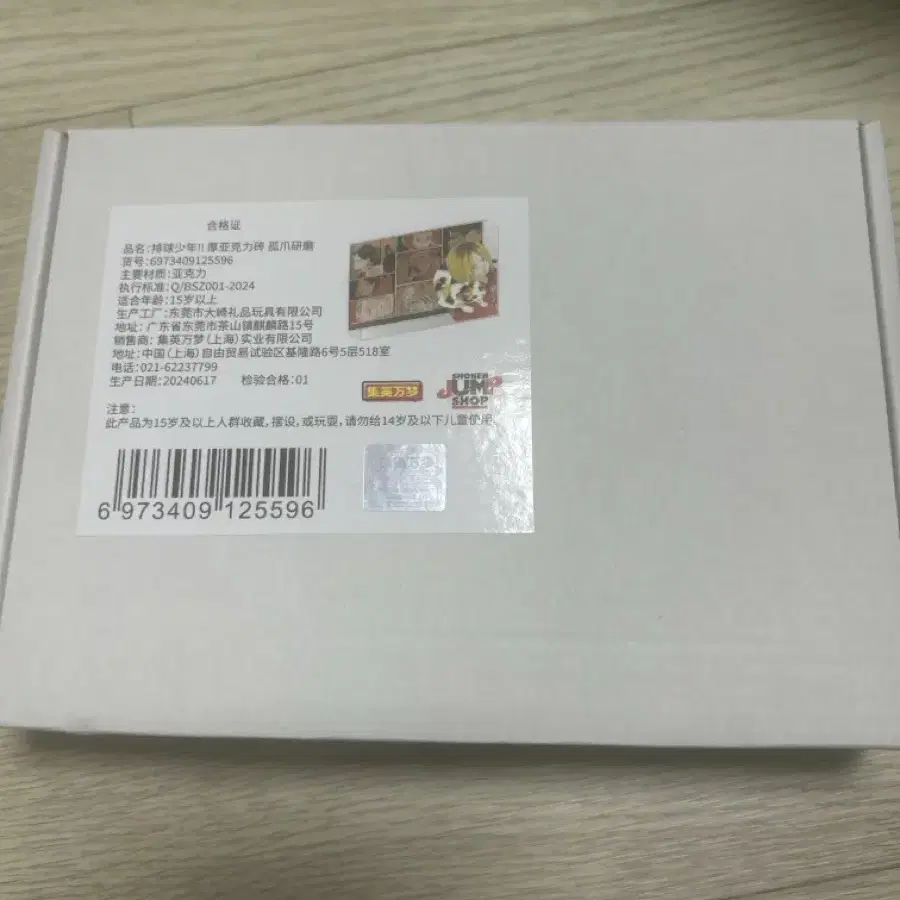 合格证
品名:排球少年!! 厚亚克力砖 孤爪研磨
货号:6973409125596
主要材质:亚克力
执行标准:Q/BSZ001-2024
适合年龄:15岁以上
生产工厂:东莞市大崎礼品玩具有限公司
地址:广东省东莞市茶山镇麒麟路15号
销售商:集英万梦(上海)实业有限公司
地址:中国(上海)自由贸易试验区基隆路6号5层518室
电话:021-62237799
生产日期:20240617 检验合格:01
集英万梦
SHONEN
JUMP
SHOP
注意:
此产品为15岁及以上人群收藏,摆设,或玩耍,请勿给14岁及以下儿童使用.
6 973409 125596